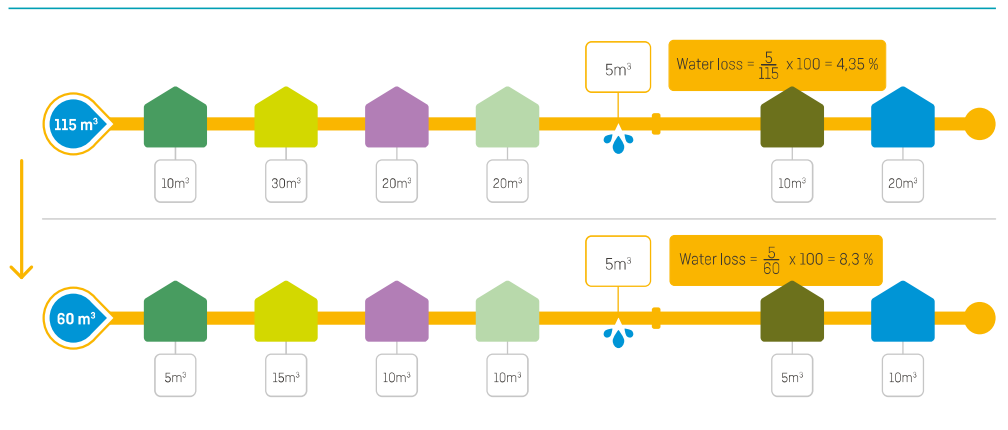 5m³
Water loss = 5/115 x 100 = 4,35 %
115 m³
10m³
30m³
20m³
20m³
10m³
20m³
5m³
Water loss = 5/60 x 100 = 8,3 %
60 m³
5m³
15m³
10m³
10m³
5m³
10m³